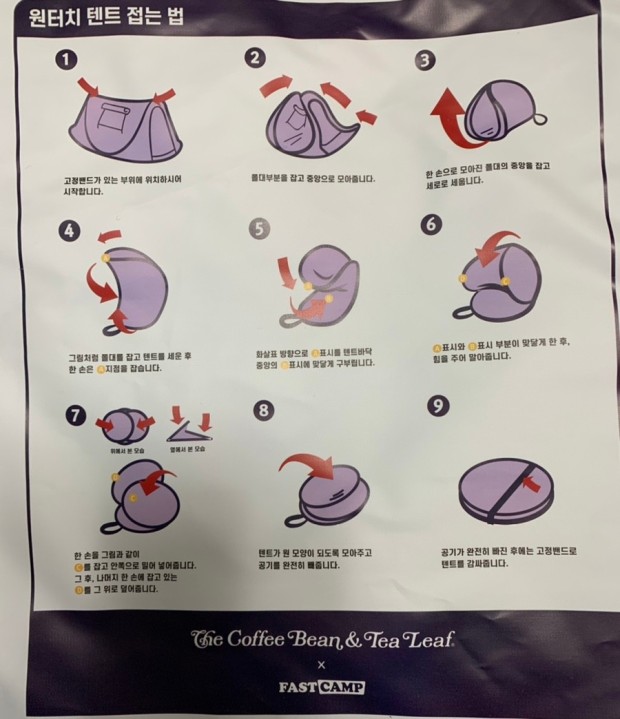 원터치 텐트 접는 법
1
고정밴드가 있는 부위에 위치하시어
시작합니다.
2
폴대부분을 잡고 중앙으로 모아줍니다.
3
한 손으로 모아진 폴대의 중앙을 잡고
세로로 세웁니다.
4
그림처럼 폴대를 잡고 텐트를 세운 후
한 손은 A지점을 잡습니다.
5
화살표 방향으로 표시를 텐트바닥
중앙의 표시에 맞닿게 구부립니다.
6
A표시와 B표시 부분이 맞닿게 한 후,
힘을 주어 말아줍니다.
7
위에서 본 모습
옆에서 본 모습
한 손을 그림과 같이
C를 잡고 안쪽으로 밀어 넣어줍니다.
그 후, 나머지 한 손에 잡고 있는
D를 그 위로 덮어줍니다.
8
텐트가 원 모양이 되도록 모아주고
공기를 완전히 빼줍니다.
9
공기가 완전히 빠진 후에는 고정밴드로
텐트를 감싸줍니다.
The Coffee Bean & Tea Leaf
x
FAST CAMP